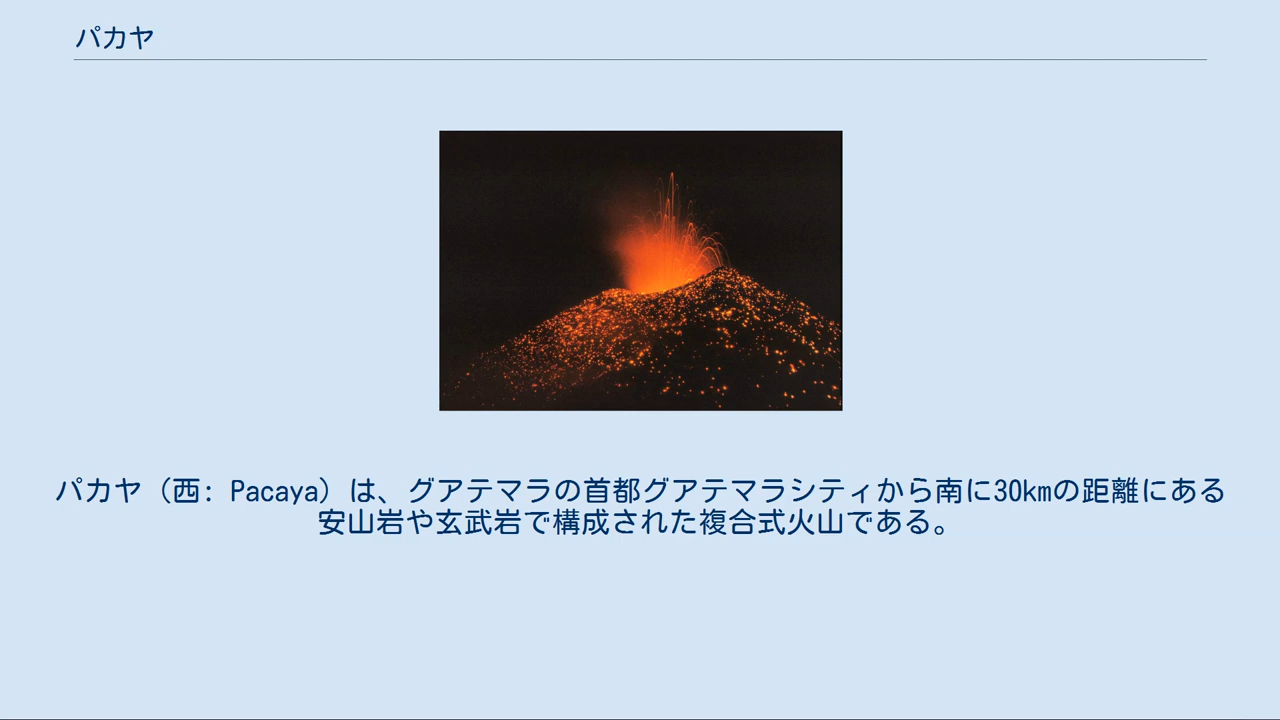 パカヤ
パカヤ（西: Pacaya）は、グアテマラの首都グアテマラシティから南に30kmの距離にある
安山岩や玄武岩で構成された複合式火山である。